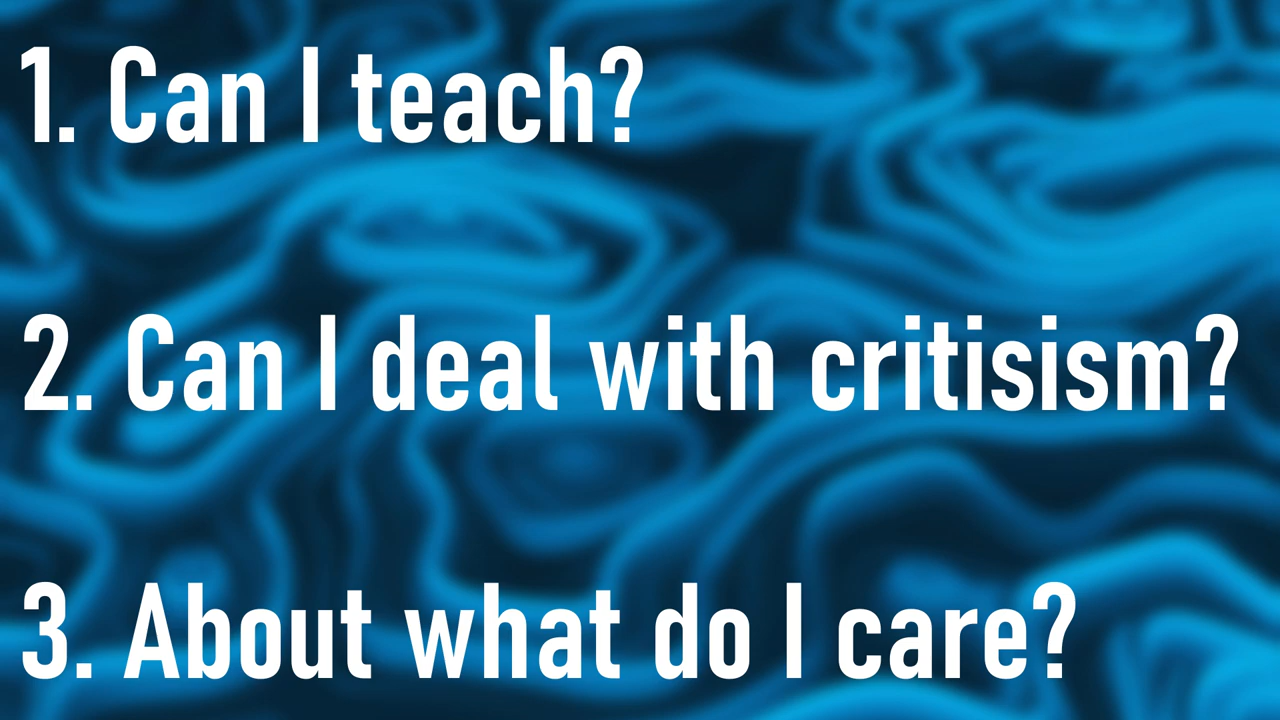 1. Can I teach?
2. Can I deal with critisism?
3. About what do I care?